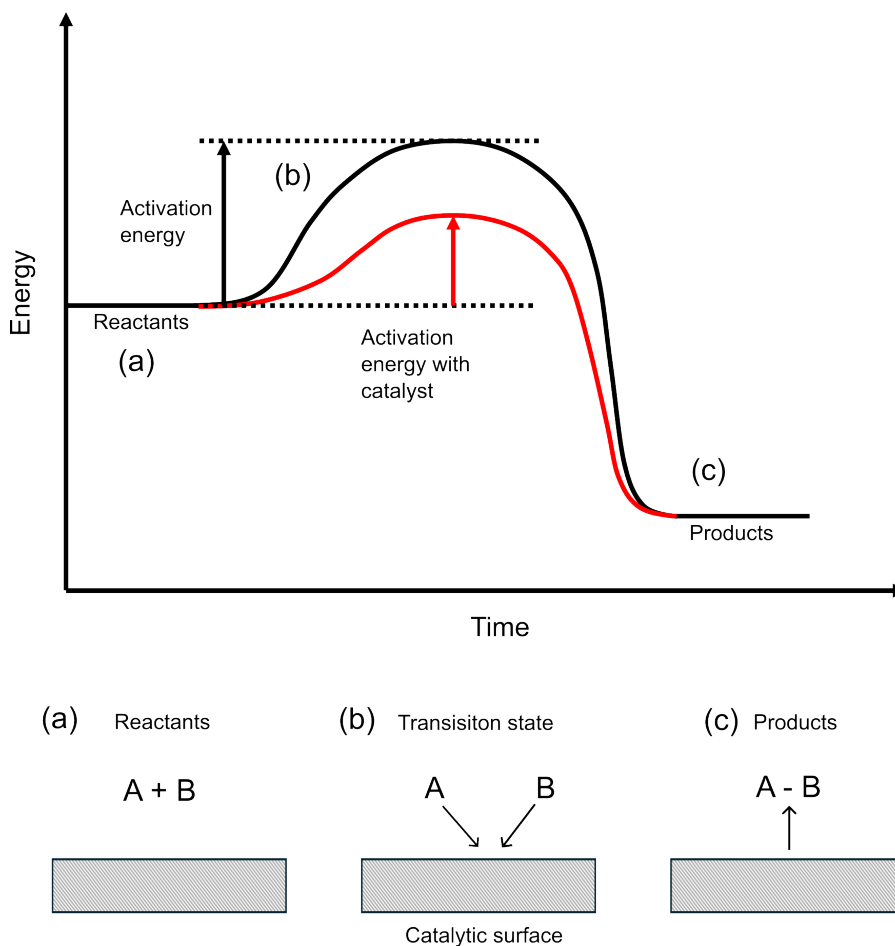 (b)
Activation
energy
Energy
Reactants
(a)
Activation
energy with
catalyst
(c)
Products
Time
(a) Reactants
(b) Transisiton state
(c) Products
A + B
A B
A - B
Catalytic surface